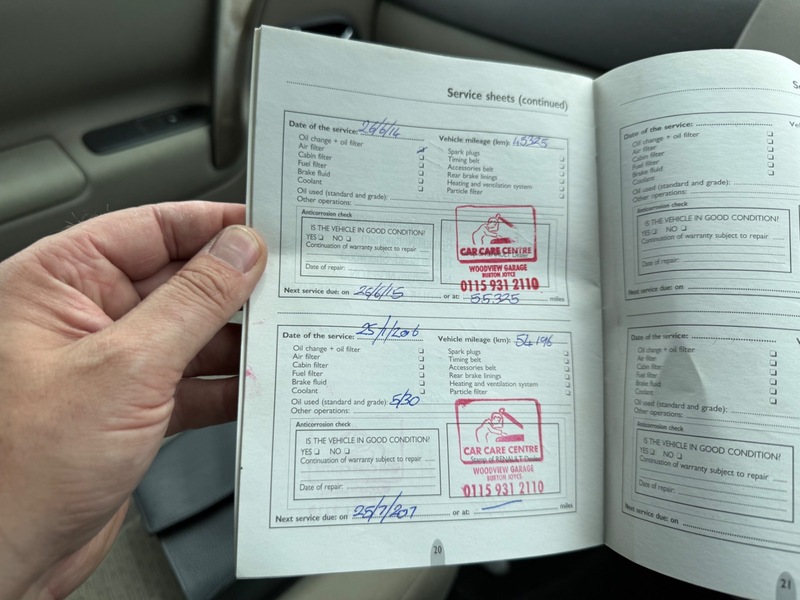 Service sheets (continued)
Date of the service: 26/6/14 Vehicle mileage (km): 45325
Oil change + oil filter Spark plugs
Air filter Timing belt
Cabin filter Accessories belt
Fuel filter Rear brake linings
Brake fluid Heating and ventilation system
Coolant Particle filter
Oil used (standard and grade):
Other operations:
Anticorrosion check
IS THE VEHICLE IN GOOD CONDITION?
YES NO
Continuation of warranty subject to repair
Date of repair:
CAR CARE CENTRE
WOODVIEW GARAGE
BURTON JOYCE
0115 931 2110
Next service due: on 26/6/15 or at: 55325 miles
Date of the service: 25/1/2016 Vehicle mileage (km): 54196
Oil change + oil filter Spark plugs
Air filter Timing belt
Cabin filter Accessories belt
Fuel filter Rear brake linings
Brake fluid Heating and ventilation system
Coolant Particle filter
Oil used (standard and grade): 5/30
Other operations:
Anticorrosion check
IS THE VEHICLE IN GOOD CONDITION?
YES NO
Continuation of warranty subject to repair
Date of repair:
CAR CARE CENTRE
Stamp of RENAULT Dealer
WOODVIEW GARAGE
BURTON JOYCE
0115 931 2110
Next service due: on 25/7/207 or at: miles
20
Date of the service:
Oil change + oil filter
Air filter
Cabin filter
Fuel filter
Brake fluid
Coolant
Oil used (standard and grade):
Other operations:
Anticorrosion check
IS THE VEHICLE IN GOOD CONDITION?
YES NO
Continuation of warranty subject to repair
Date of repair:
Next service due: on
Date of the service:
Oil change + oil filter
Air filter
Cabin filter
Fuel filter
Brake fluid
Coolant
Oil used (standard and grade):
Other operations:
Anticorrosion check
IS THE VEHICLE IN GOOD CONDITION?
YES NO
Continuation of warranty subject to repair
Date of repair:
Next service due: on
21